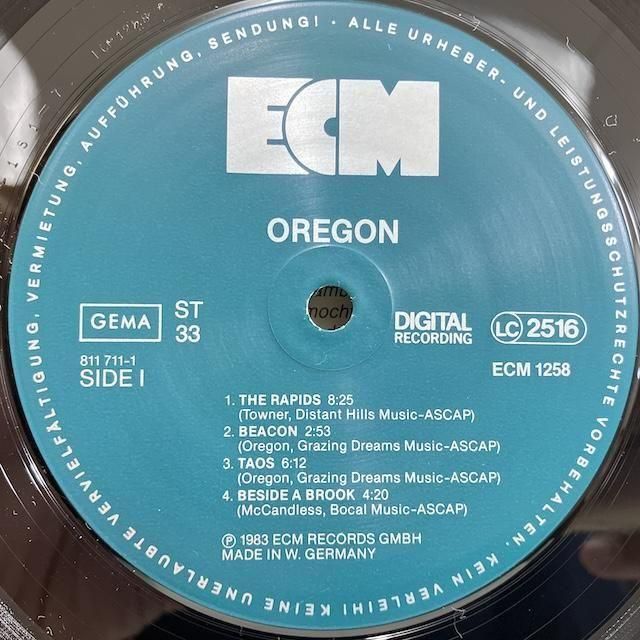 ECM
OREGON
GEMA
ST
33
811 711-1
SIDE I
DIGITAL
RECORDING
LC 2516
ECM 1258
1. THE RAPIDS 8:25
(Towner, Distant Hills Music-ASCAP)
2. BEACON 2:53
(Oregon, Grazing Dreams Music-ASCAP)
3. TAOS 6:12
(Oregon, Grazing Dreams Music-ASCAP)
4. BESIDE A BROOK 4:20
(McCandless, Bocal Music-ASCAP)
℗ 1983 ECM RECORDS GMBH
MADE IN W. GERMANY
ALLE URHEBER- UND LEISTUNGSSCHUTZRECHTE VORBEHALTEN. KEIN VERLEIH! KEINE UNERLAUBTE VERVIELFÄLTIGUNG, VERMIETUNG, AUFFÜHRUNG, SENDUNG! ·